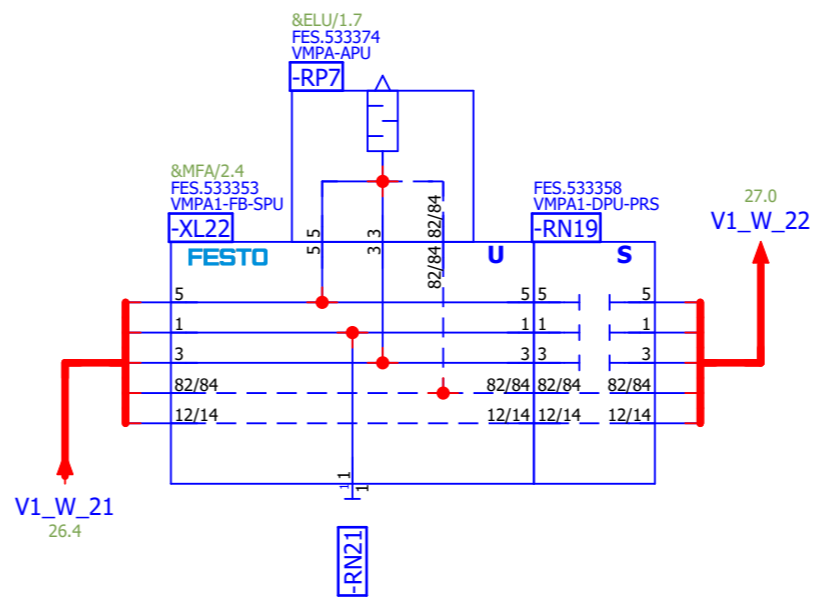 &ELU/1.7
FES.533374
VMPA-APU
-RP7
&MFA/2.4
FES.533353
VMPA1-FB-SPU
-XL22
FES.533358
VMPA1-DPU-PRS
-RN19
27.0
V1_W_22
5 5
3 3
82/84 82/84
FESTO
U
S
5 5 5 5
1 1 1 1
3 3 3 3
82/84 82/84 82/84 82/84
12/14 12/14 12/14 12/14
1
1 1
V1_W_21
26.4
-RN21